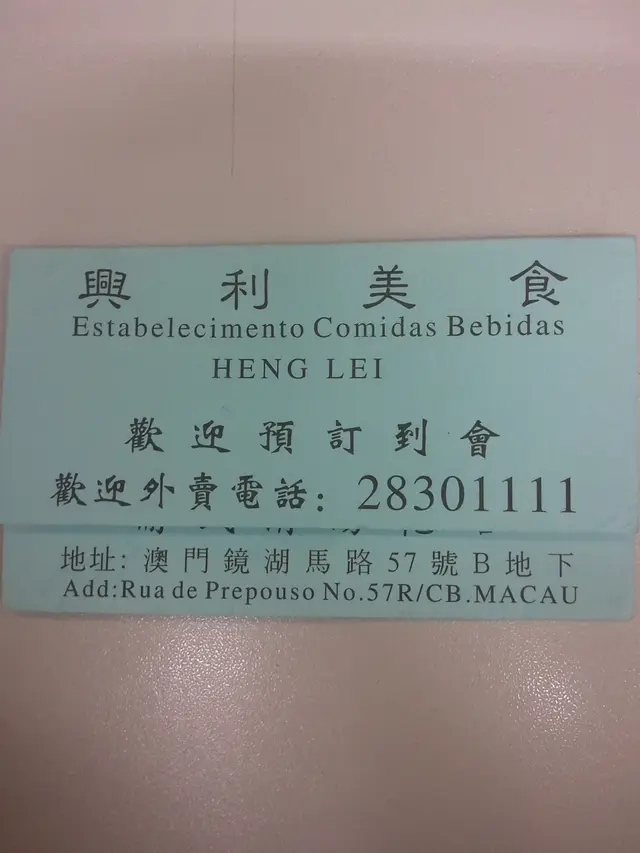 興利美食
Estabelecimento Comidas Bebidas
HENG LEI
歡迎預訂到會
歡迎外賣電話: 28301111
地址: 澳門鏡湖馬路57號B地下
Add:Rua de Prepouso No.57R/CB.MACAU